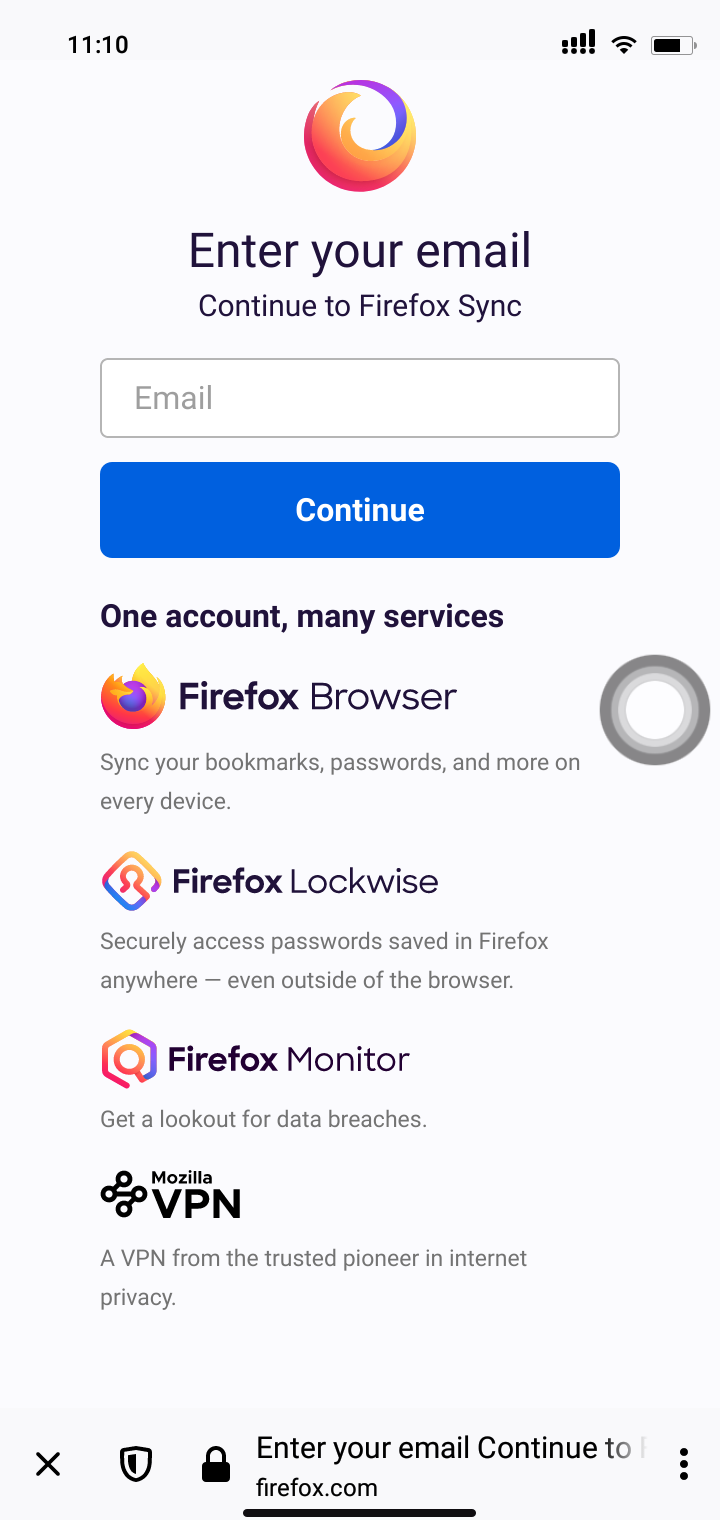 11:10
Enter your email
Continue to Firefox Sync
Email
Continue
One account, many services
Firefox Browser
Sync your bookmarks, passwords, and more on
every device.
Firefox Lockwise
Securely access passwords saved in Firefox
anywhere — even outside of the browser.
Firefox Monitor
Get a lookout for data breaches.
Mozilla
VPN
A VPN from the trusted pioneer in internet
privacy.
Enter your email Continue to
firefox.com